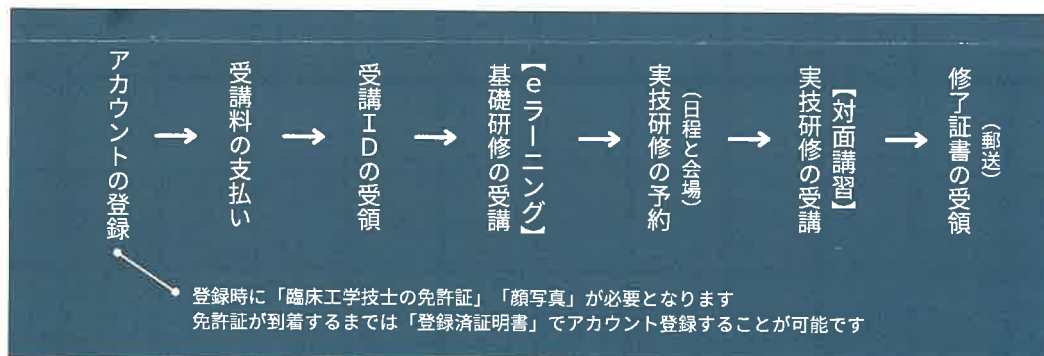 アカウントの登録
→
受講料の支払い
→
受講IDの受領
→
【eラーニング】
基礎研修の受講
→
(日程と会場)
実技研修の予約
→
【対面講習】
実技研修の受講
→
(郵送)
修了証書の受領
登録時に「臨床工学技士の免許証」「顔写真」が必要となります
免許証が到着するまでは「登録済証明書」でアカウント登録することが可能です